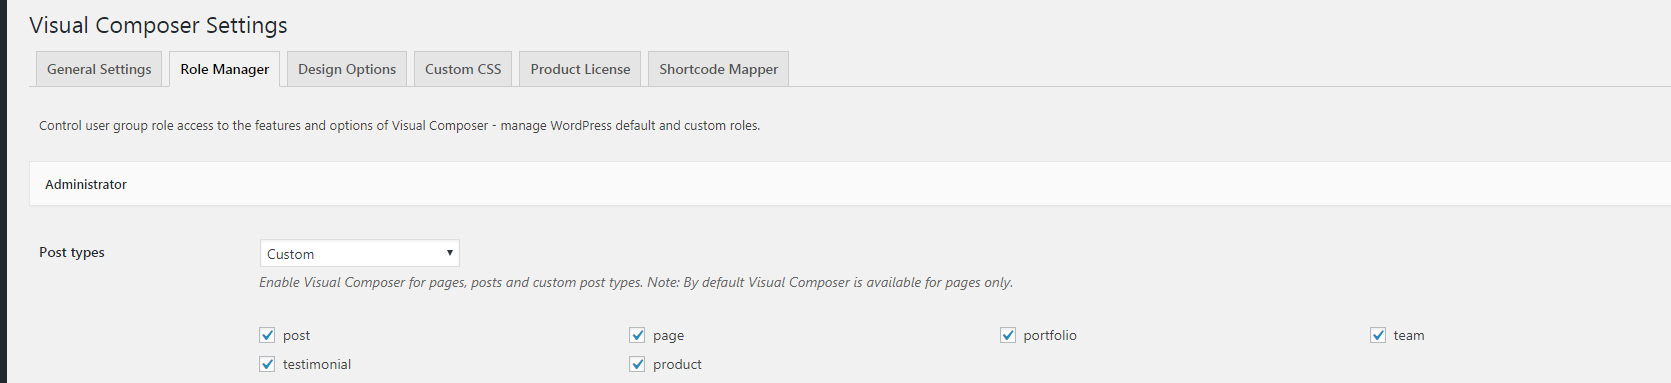 Visual Composer Settings
General Settings Role Manager Design Options Custom CSS Product License Shortcode Mapper
Control user group role access to the features and options of Visual Composer - manage WordPress default and custom roles.
Administrator
Post types Custom
Enable Visual Composer for pages, posts and custom post types. Note: By default Visual Composer is available for pages only.
post page portfolio team
testimonial product